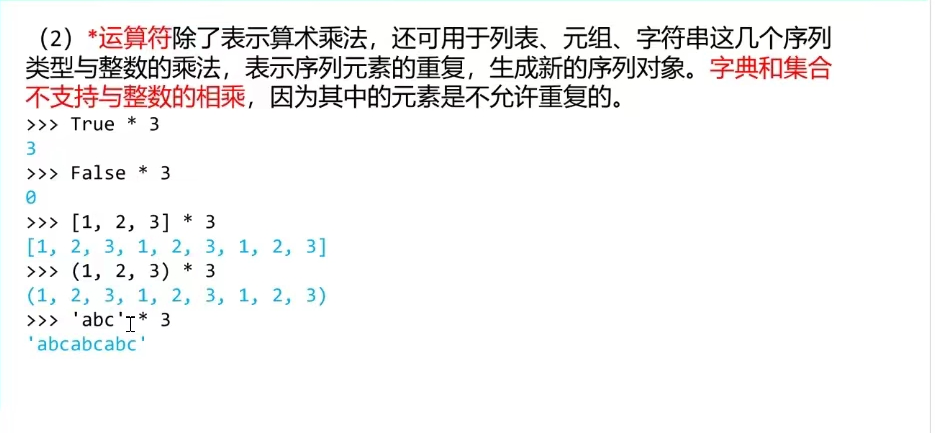 （2）*运算符除了表示算术乘法，还可用于列表、元组、字符串这几个序列
类型与整数的乘法，表示序列元素的重复，生成新的序列对象。字典和集合
不支持与整数的相乘，因为其中的元素是不允许重复的。
>>> True * 3
3
>>> False * 3
0
>>> [1, 2, 3] * 3
[1, 2, 3, 1, 2, 3, 1, 2, 3]
>>> (1, 2, 3) * 3
(1, 2, 3, 1, 2, 3, 1, 2, 3)
>>> 'abc' * 3
'abcabcabc'